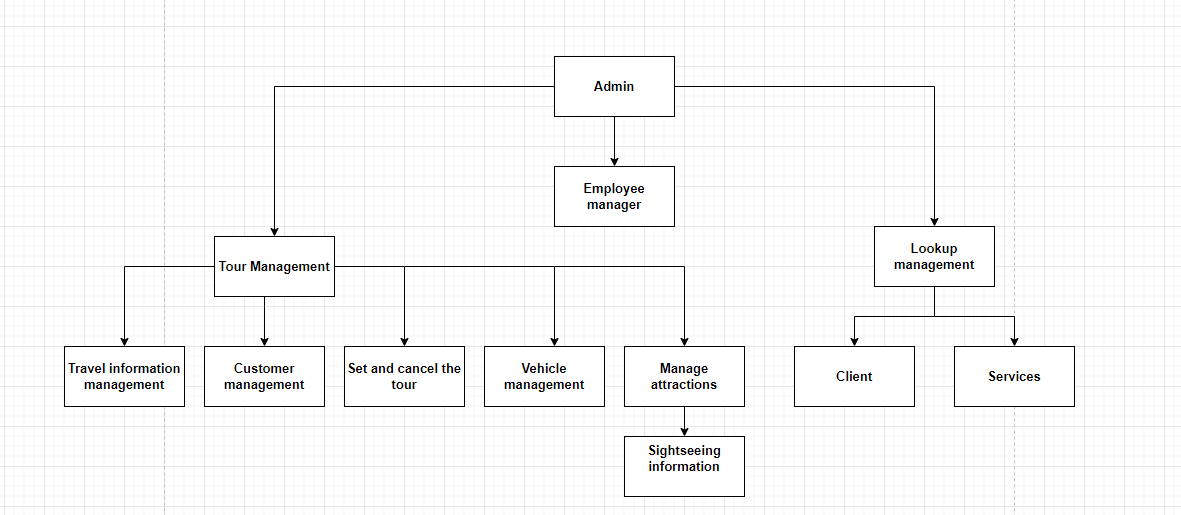 Admin
Employee
manager
Lookup
management
Tour Management
Travel information
management
Customer
management
Set and cancel the
tour
Vehicle
management
Manage
attractions
Client
Services
Sightseeing
information